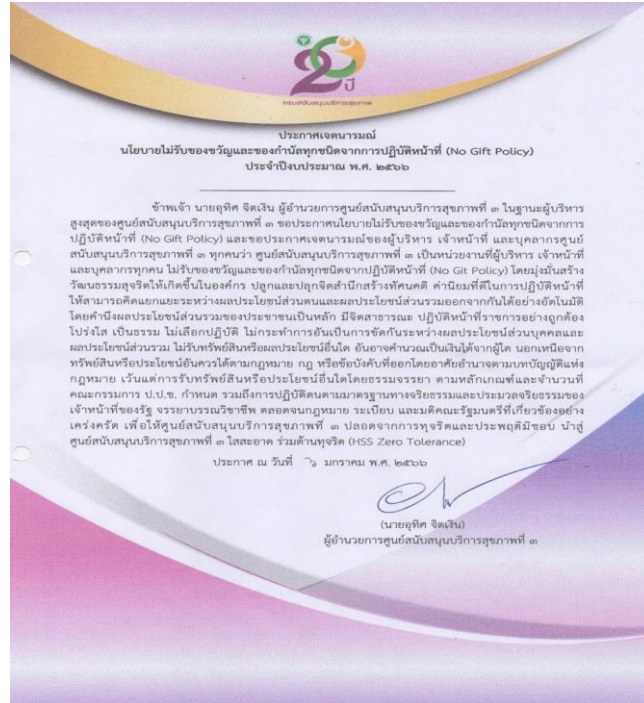 20 ปี
กรมสนับสนุนบริการสุขภาพ
ประกาศเจตนารมณ์
นโยบายไม่รับของขวัญและของกำนัลทุกชนิดจากการปฏิบัติหน้าที่ (No Gift Policy)
ประจำปีงบประมาณ พ.ศ. ๒๕๖๖
ข้าพเจ้า นายอุทิศ จิตเงิน ผู้อำนวยการศูนย์สนับสนุนบริการสุขภาพที่ ๓ ในฐานะผู้บริหาร
สูงสุดของศูนย์สนับสนุนบริการสุขภาพที่ ๓ ขอประกาศนโยบายไม่รับของขวัญและของกำนัลทุกชนิดจากการ
ปฏิบัติหน้าที่ (No Gift Policy) และขอประกาศเจตนารมณ์ของผู้บริหาร เจ้าหน้าที่ และบุคลากรศูนย์
สนับสนุนบริการสุขภาพที่ ๓ ทุกคนว่า ศูนย์สนับสนุนบริการสุขภาพที่ ๓ เป็นหน่วยงานที่ผู้บริหาร เจ้าหน้าที่
และบุคลากรทุกคน ไม่รับของขวัญและของกำนัลทุกชนิดจากปฏิบัติหน้าที่ (No Git Policy) โดยมุ่งมั่นสร้าง
วัฒนธรรมสุจริตให้เกิดขึ้นในองค์กร ปลูกและปลุกจิตสำนึกสร้างทัศนคติ ค่านิยมที่ดีในการปฏิบัติหน้าที่
ให้สามารถคิดแยกแยะระหว่างผลประโยชน์ส่วนตนและผลประโยชน์ส่วนรวมออกจากกันได้อย่างอัตโนมัติ
โดยคำนึงผลประโยชน์ส่วนรวมของประชาชนเป็นหลัก มีจิตสาธารณะ ปฏิบัติหน้าที่ราชการอย่างถูกต้อง
โปร่งใส เป็นธรรม ไม่เลือกปฏิบัติ ไม่กระทำการอันเป็นการขัดกันระหว่างผลประโยชน์ส่วนบุคคลและ
ผลประโยชน์ส่วนรวม ไม่รับทรัพย์สินหรือผลประโยชน์อื่นใด อันอาจคำนวณเป็นเงินได้จากผู้ใด นอกเหนือจาก
ทรัพย์สินหรือประโยชน์อันควรได้ตามกฎหมาย กฎ หรือข้อบังคับที่ออกโดยอาศัยอำนาจตามบทบัญญัติแห่ง
กฎหมาย เว้นแต่การรับทรัพย์สินหรือประโยชน์อื่นใดโดยธรรมจรรยา ตามหลักเกณฑ์และจำนวนที่
คณะกรรมการ ป.ป.ช. กำหนด รวมถึงการปฏิบัติตนตามมาตรฐานทางจริยธรรมและประมวลจริยธรรมของ
เจ้าหน้าที่ของรัฐ จรรยาบรรณวิชาชีพ ตลอดจนกฎหมาย ระเบียบ และมติคณะรัฐมนตรีที่เกี่ยวข้องอย่าง
เคร่งครัด เพื่อให้ศูนย์สนับสนุนบริการสุขภาพที่ ๓ ปลอดจากการทุจริตและประพฤติมิชอบ นำสู่
ศูนย์สนับสนุนบริการสุขภาพที่ ๓ ใสสะอาด ร่วมต้านทุจริต (HSS Zero Tolerance)
ประกาศ ณ วันที่ มกราคม พ.ศ. ๒๕๖๖
(นายอุทิศ จิตเงิน)
ผู้อำนวยการศูนย์สนับสนุนบริการสุขภาพที่ ๓